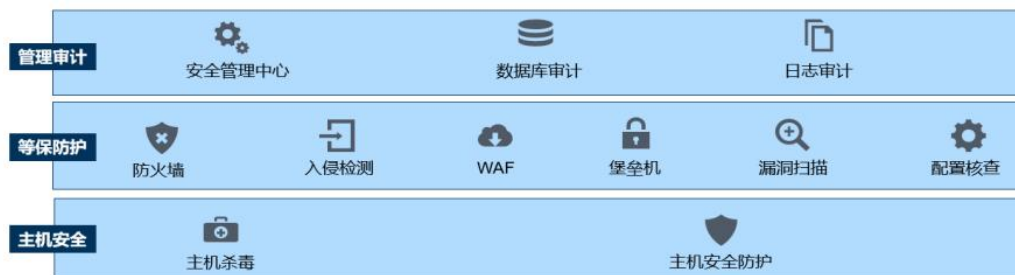 管理审计
安全管理中心
数据库审计
日志审计
等保防护
防火墙
入侵检测
WAF
堡垒机
漏洞扫描
配置核查
主机安全
主机杀毒
主机安全防护